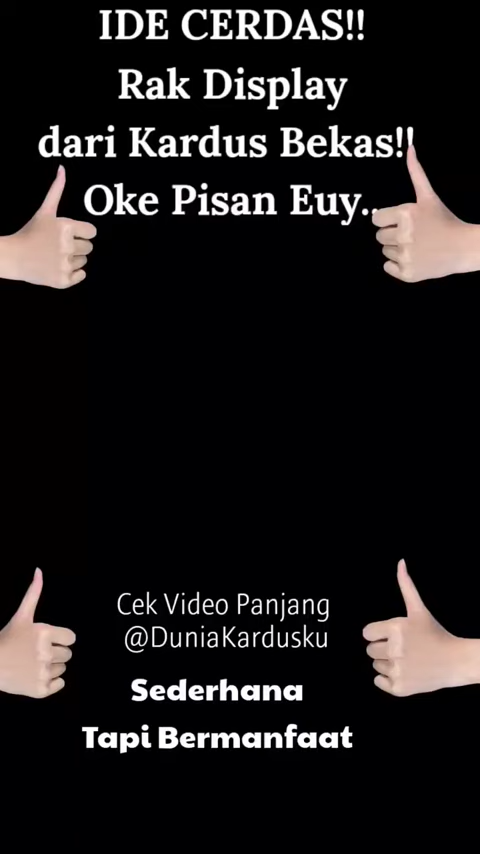 IDE CERDAS!!
Rak Display
dari Kardus Bekas!!
Oke Pisan Euy..
Cek Video Panjang
@DuniaKardusku
Sederhana
Tapi Bermanfaat